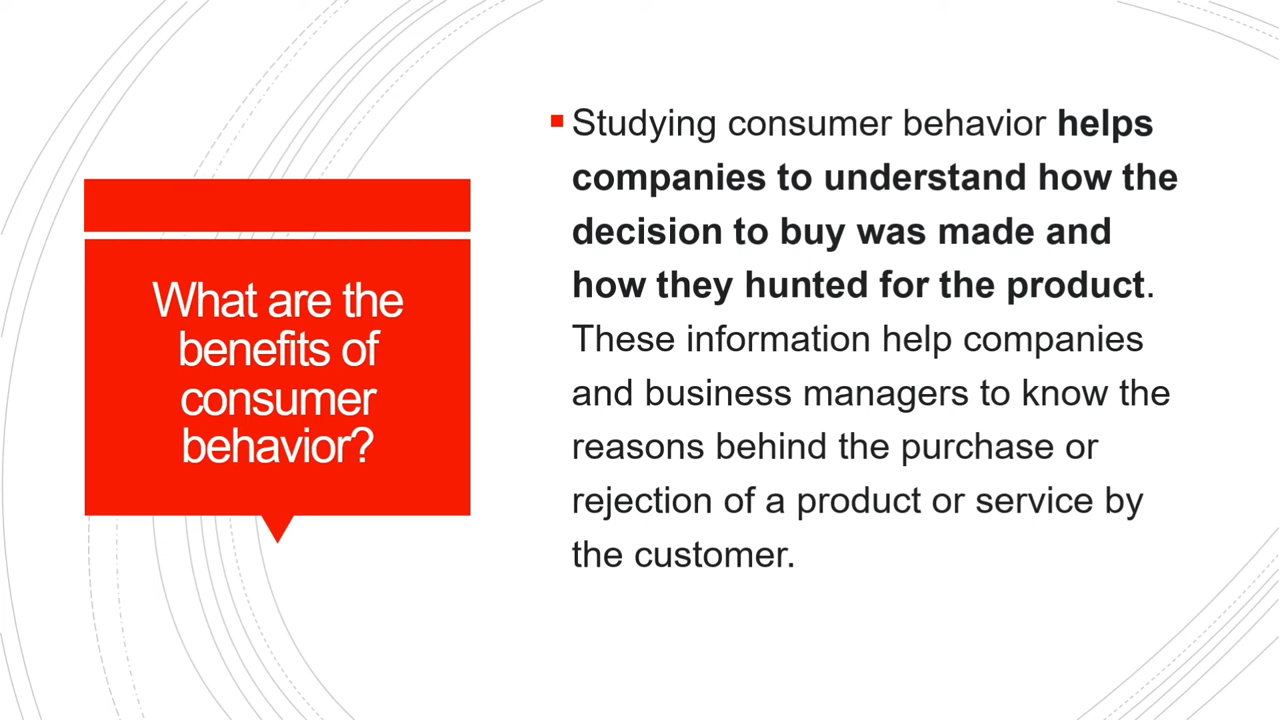 What are the
benefits of
consumer
behavior?
Studying consumer behavior helps
companies to understand how the
decision to buy was made and
how they hunted for the product.
These information help companies
and business managers to know the
reasons behind the purchase or
rejection of a product or service by
the customer.